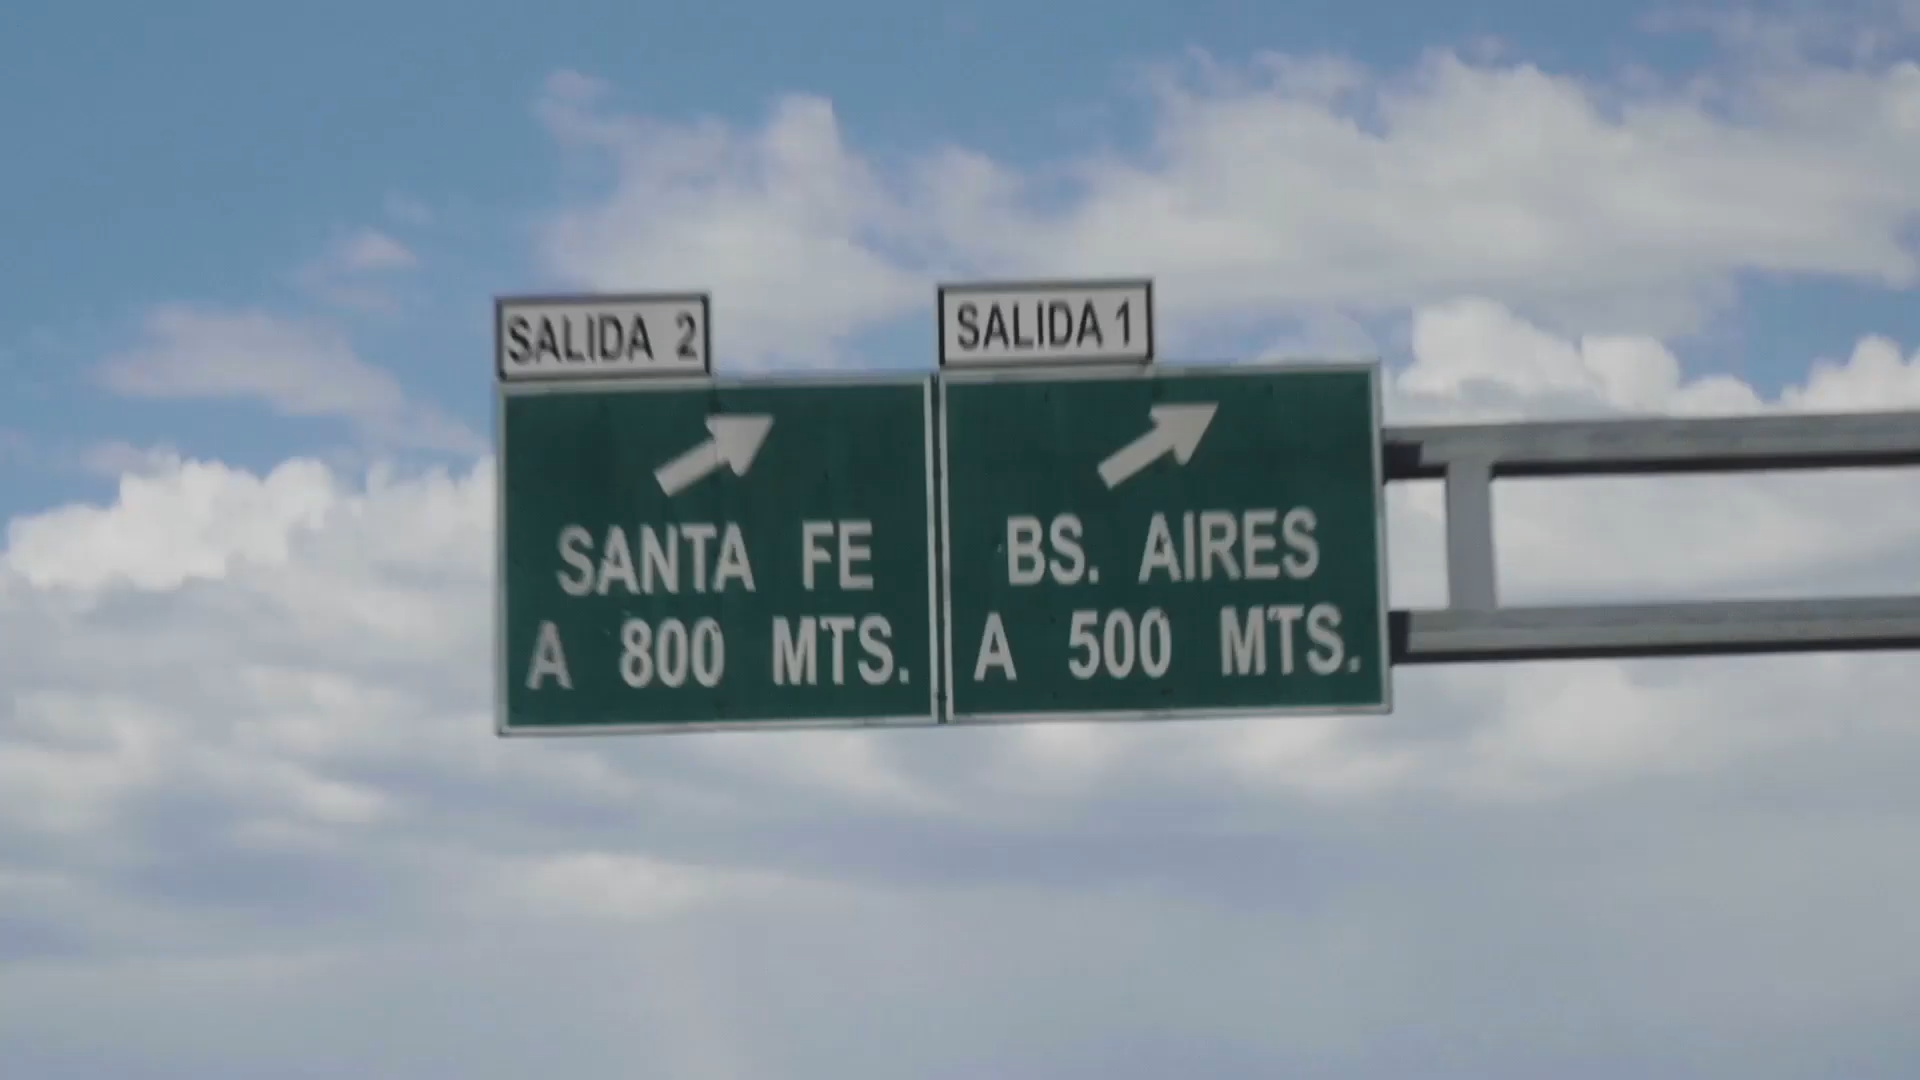 SALIDA 2
SANTA FE
A 800 MTS.
SALIDA 1
BS. AIRES
A 500 MTS.